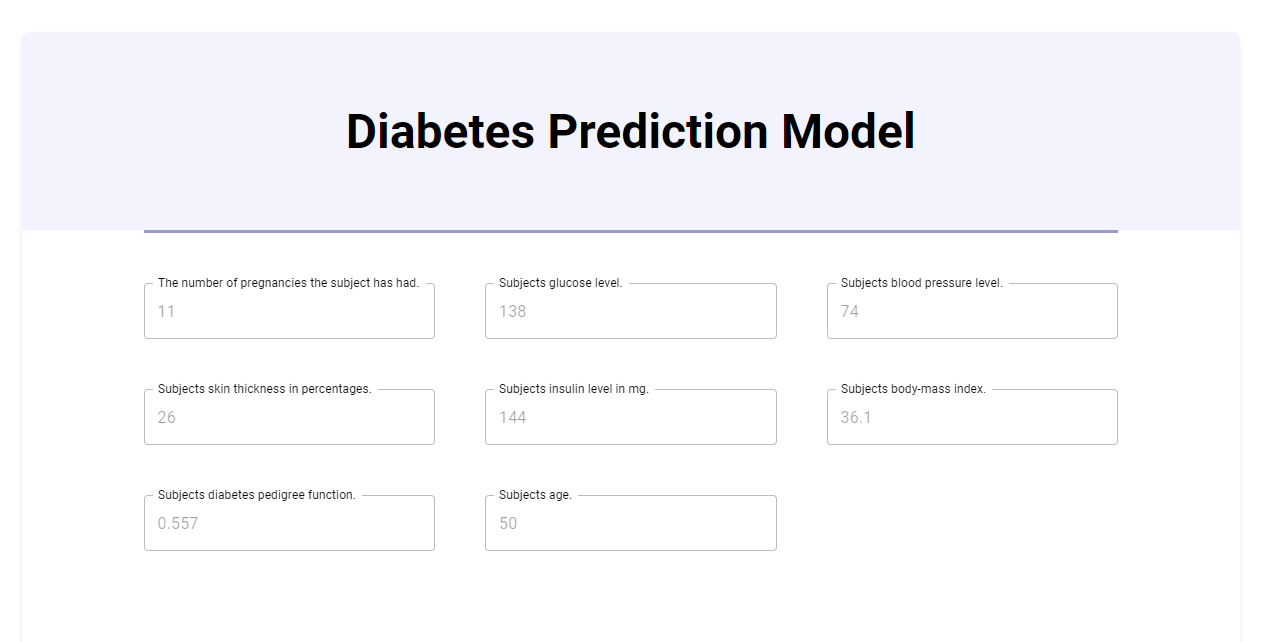 Diabetes Prediction Model
The number of pregnancies the subject has had.
11
Subjects glucose level.
138
Subjects blood pressure level.
74
Subjects skin thickness in percentages.
26
Subjects insulin level in mg.
144
Subjects body-mass index.
36.1
Subjects diabetes pedigree function.
0.557
Subjects age.
50